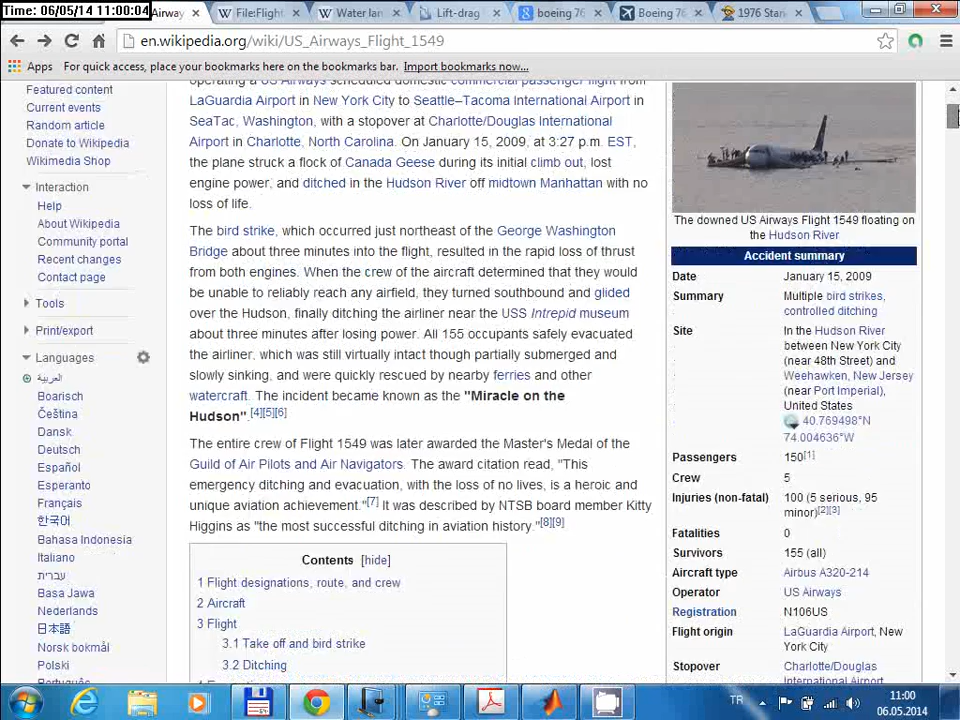 Time: 06/05/14 11:00:04
Airway
File:Flight
Water lan
Lift-drag
boeing 76
Boeing 76
1976 Stan
en.wikipedia.org/wiki/US_Airways_Flight_1549
Apps For quick access, place your bookmarks here on the bookmarks bar. Import bookmarks now...
Featured content
Current events
Random article
Donate to Wikipedia
Wikimedia Shop
Interaction
Help
About Wikipedia
Community portal
Recent changes
Contact page
Tools
Print/export
Languages
العربية
Boarisch
Čeština
Dansk
Deutsch
Español
Esperanto
Français
한국어
Bahasa Indonesia
Italiano
עברית
Basa Jawa
Nederlands
日本語
Norsk bokmål
Polski
Português
operating a US Airways scheduled domestic commercial passenger flight from
LaGuardia Airport in New York City to Seattle–Tacoma International Airport in
SeaTac, Washington, with a stopover at Charlotte/Douglas International
Airport in Charlotte, North Carolina. On January 15, 2009, at 3:27 p.m. EST,
the plane struck a flock of Canada Geese during its initial climb out, lost
engine power, and ditched in the Hudson River off midtown Manhattan with no
loss of life.
The bird strike, which occurred just northeast of the George Washington
Bridge about three minutes into the flight, resulted in the rapid loss of thrust
from both engines. When the crew of the aircraft determined that they would
be unable to reliably reach any airfield, they turned southbound and glided
over the Hudson, finally ditching the airliner near the USS Intrepid museum
about three minutes after losing power. All 155 occupants safely evacuated
the airliner, which was still virtually intact though partially submerged and
slowly sinking, and were quickly rescued by nearby ferries and other
watercraft. The incident became known as the "Miracle on the
Hudson".[4][5][6]
The entire crew of Flight 1549 was later awarded the Master's Medal of the
Guild of Air Pilots and Air Navigators. The award citation read, "This
emergency ditching and evacuation, with the loss of no lives, is a heroic and
unique aviation achievement."[7] It was described by NTSB board member Kitty
Higgins as "the most successful ditching in aviation history."[8][9]
Contents [hide]
1 Flight designations, route, and crew
2 Aircraft
3 Flight
3.1 Take off and bird strike
3.2 Ditching
The downed US Airways Flight 1549 floating on
the Hudson River
Accident summary
Date January 15, 2009
Summary Multiple bird strikes,
controlled ditching
Site In the Hudson River
between New York City
(near 48th Street) and
Weehawken, New Jersey
(near Port Imperial),
United States
40.769498°N
74.004636°W
Passengers 150[1]
Crew 5
Injuries (non-fatal) 100 (5 serious, 95
minor)[2][3]
Fatalities 0
Survivors 155 (all)
Aircraft type Airbus A320-214
Operator US Airways
Registration N106US
Flight origin LaGuardia Airport, New
York City
Stopover Charlotte/Douglas
International Airport
TR
11:00
06.05.2014